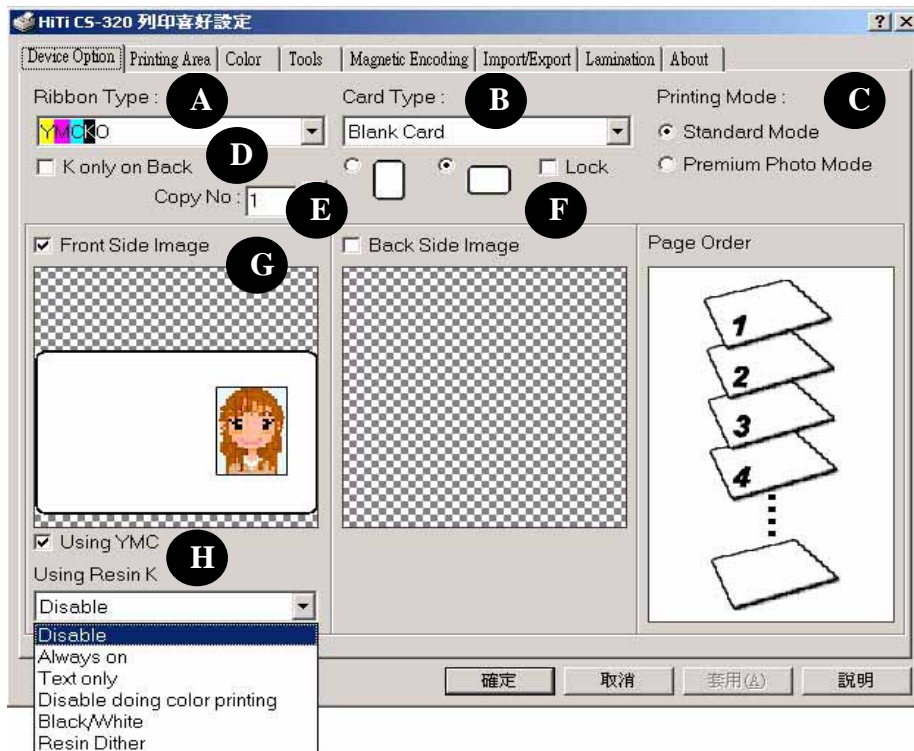 HiTi CS-320 列印喜好設定
Device Option Printing Area Color Tools Magnetic Encoding Import/Export Lamination About
Ribbon Type : A Card Type : B Printing Mode : C
YMCKO Blank Card Standard Mode
K only on Back D Lock Premium Photo Mode
Copy No : 1 E F
Front Side Image G Back Side Image Page Order
1
2
3
4
Using YMC H
Using Resin K
Disable
Disable
Always on
Text only
Disable doing color printing
Black/White
Resin Dither
確定 取消 套用(A) 說明